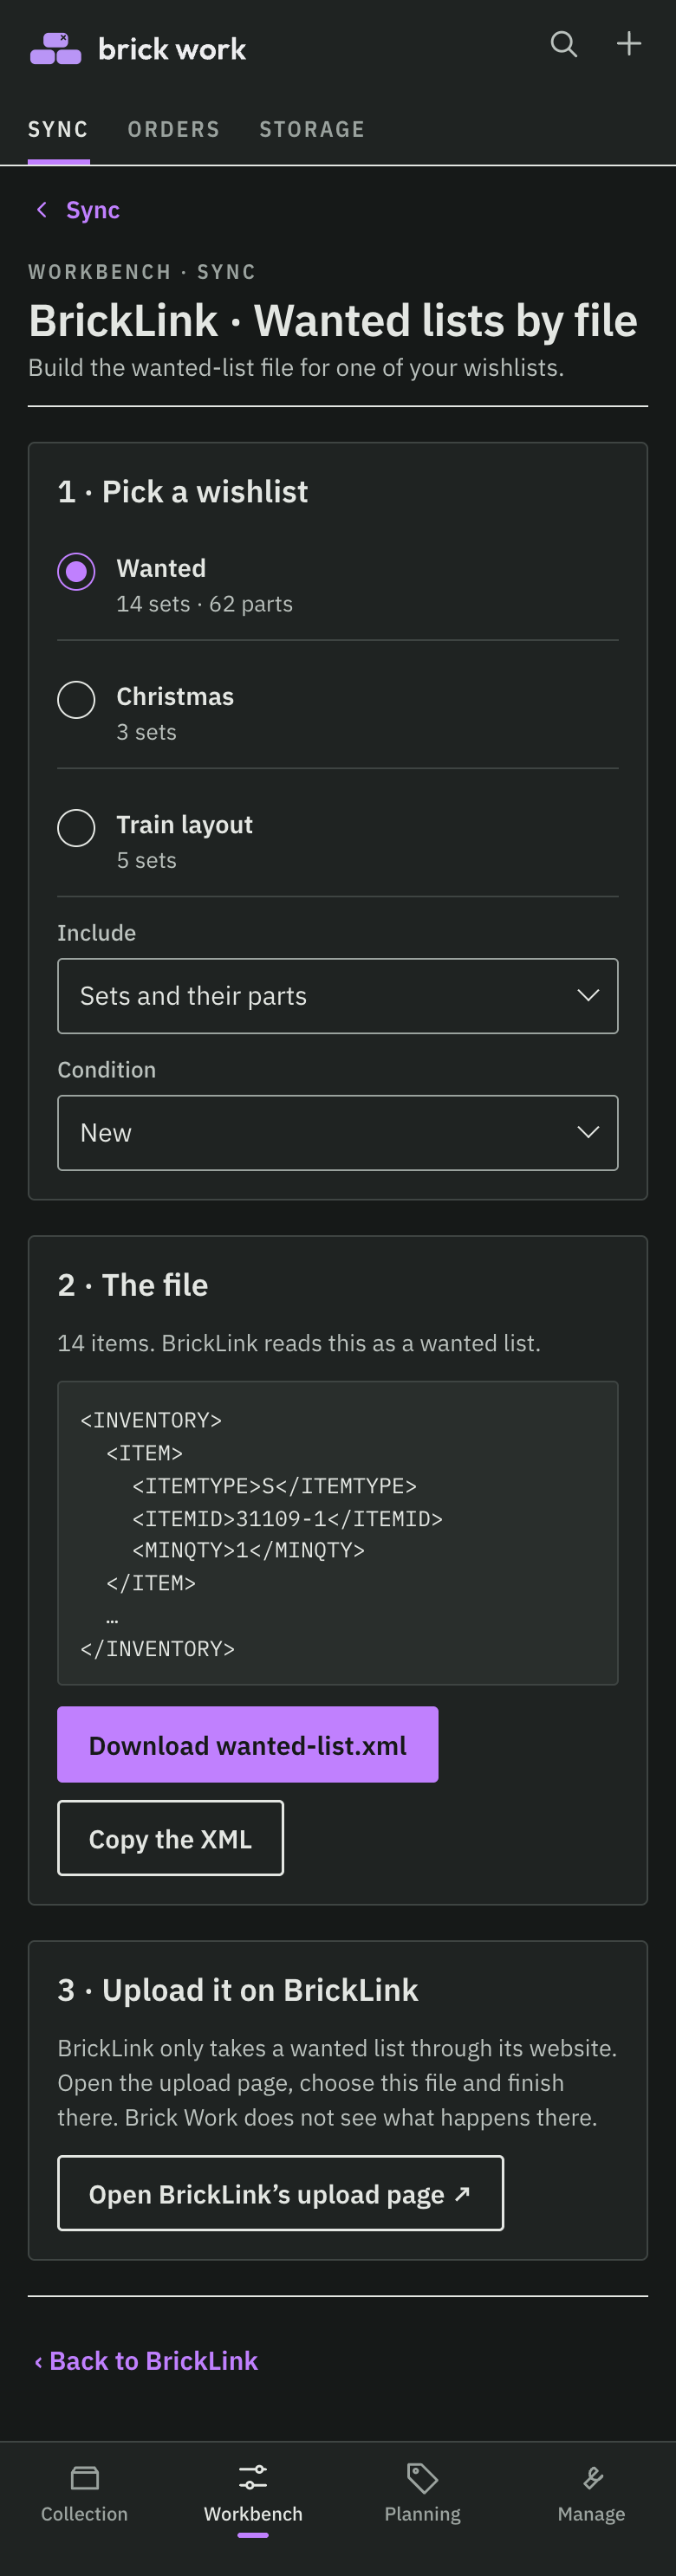 brick work
SYNC ORDERS STORAGE
Sync
WORKBENCH · SYNC
BrickLink · Wanted lists by file
Build the wanted-list file for one of your wishlists.
1 · Pick a wishlist
Wanted
14 sets · 62 parts
Christmas
3 sets
Train layout
5 sets
Include
Sets and their parts
Condition
New
2 · The file
14 items. BrickLink reads this as a wanted list.
<INVENTORY>
  <ITEM>
    <ITEMTYPE>S</ITEMTYPE>
    <ITEMID>31109-1</ITEMID>
    <MINQTY>1</MINQTY>
  </ITEM>
  …
</INVENTORY>
Download wanted-list.xml
Copy the XML
3 · Upload it on BrickLink
BrickLink only takes a wanted list through its website.
Open the upload page, choose this file and finish
there. Brick Work does not see what happens there.
Open BrickLink’s upload page ↗
‹ Back to BrickLink
Collection Workbench Planning Manage